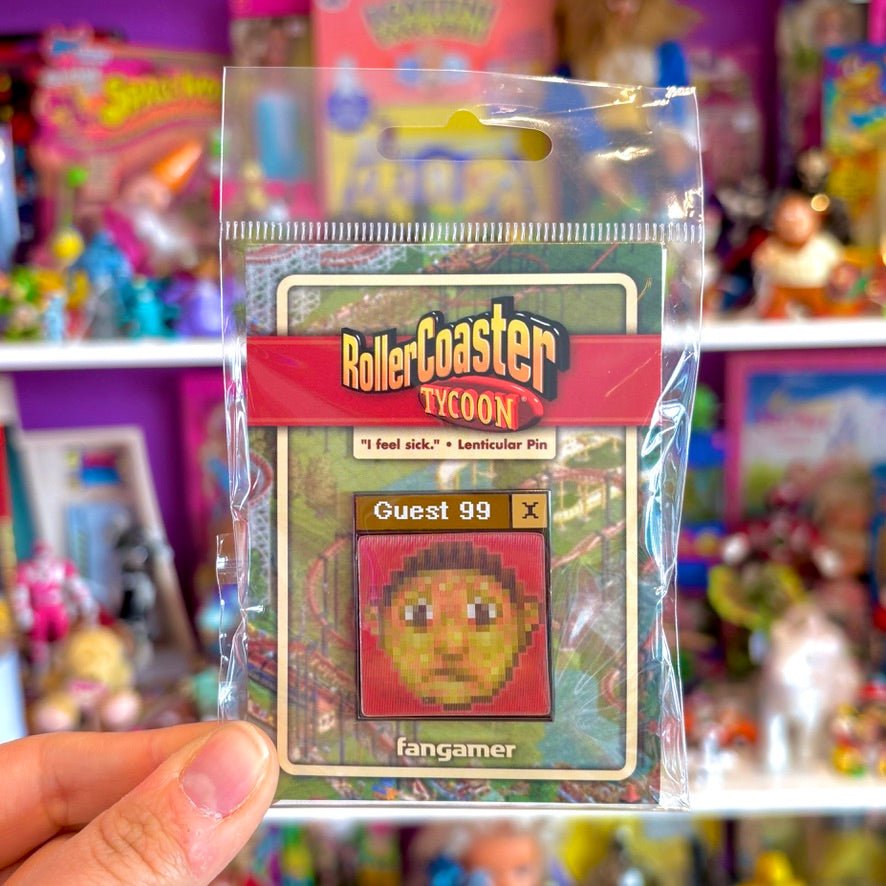 RollerCoaster
TYCOON
"I feel sick." • Lenticular Pin
Guest 99 X
fangamer